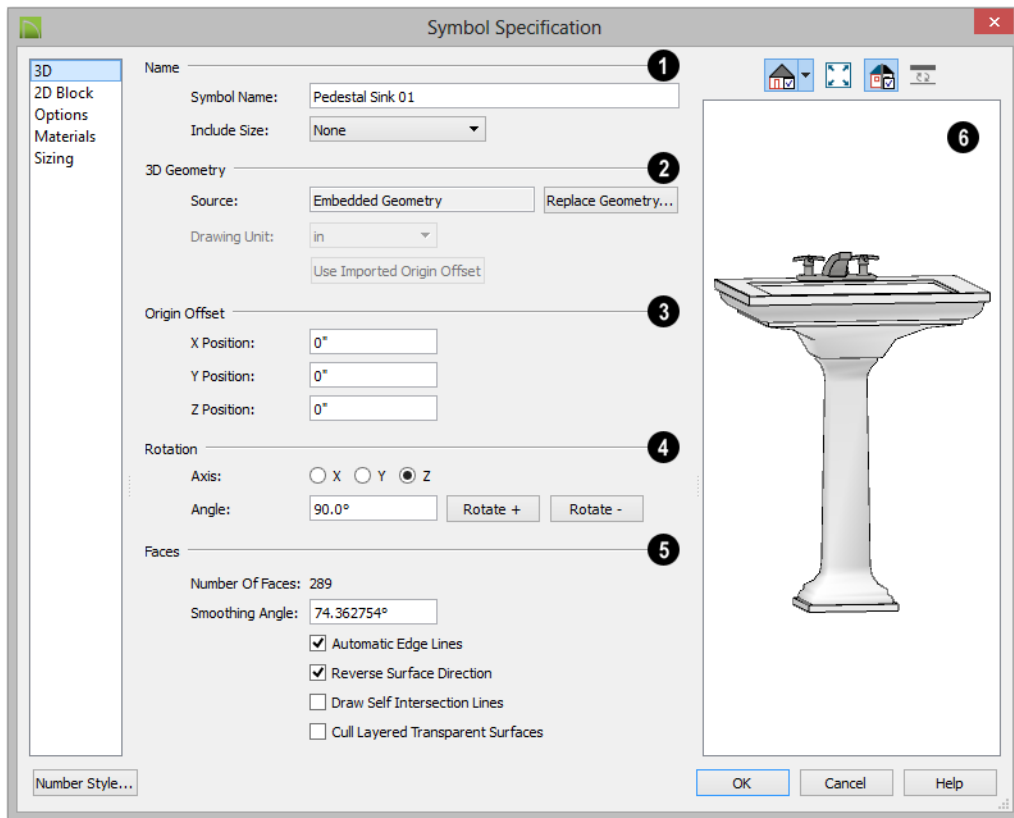 Symbol Specification
3D
2D Block
Options
Materials
Sizing
Name 1
Symbol Name: Pedestal Sink 01
Include Size: None
3D Geometry 2
Source: Embedded Geometry Replace Geometry...
Drawing Unit: in
Use Imported Origin Offset
Origin Offset 3
X Position: 0"
Y Position: 0"
Z Position: 0"
Rotation 4
Axis: X Y Z
Angle: 90.0° Rotate + Rotate -
Faces 5
Number Of Faces: 289
Smoothing Angle: 74.362754°
Automatic Edge Lines
Reverse Surface Direction
Draw Self Intersection Lines
Cull Layered Transparent Surfaces
6
Number Style... OK Cancel Help